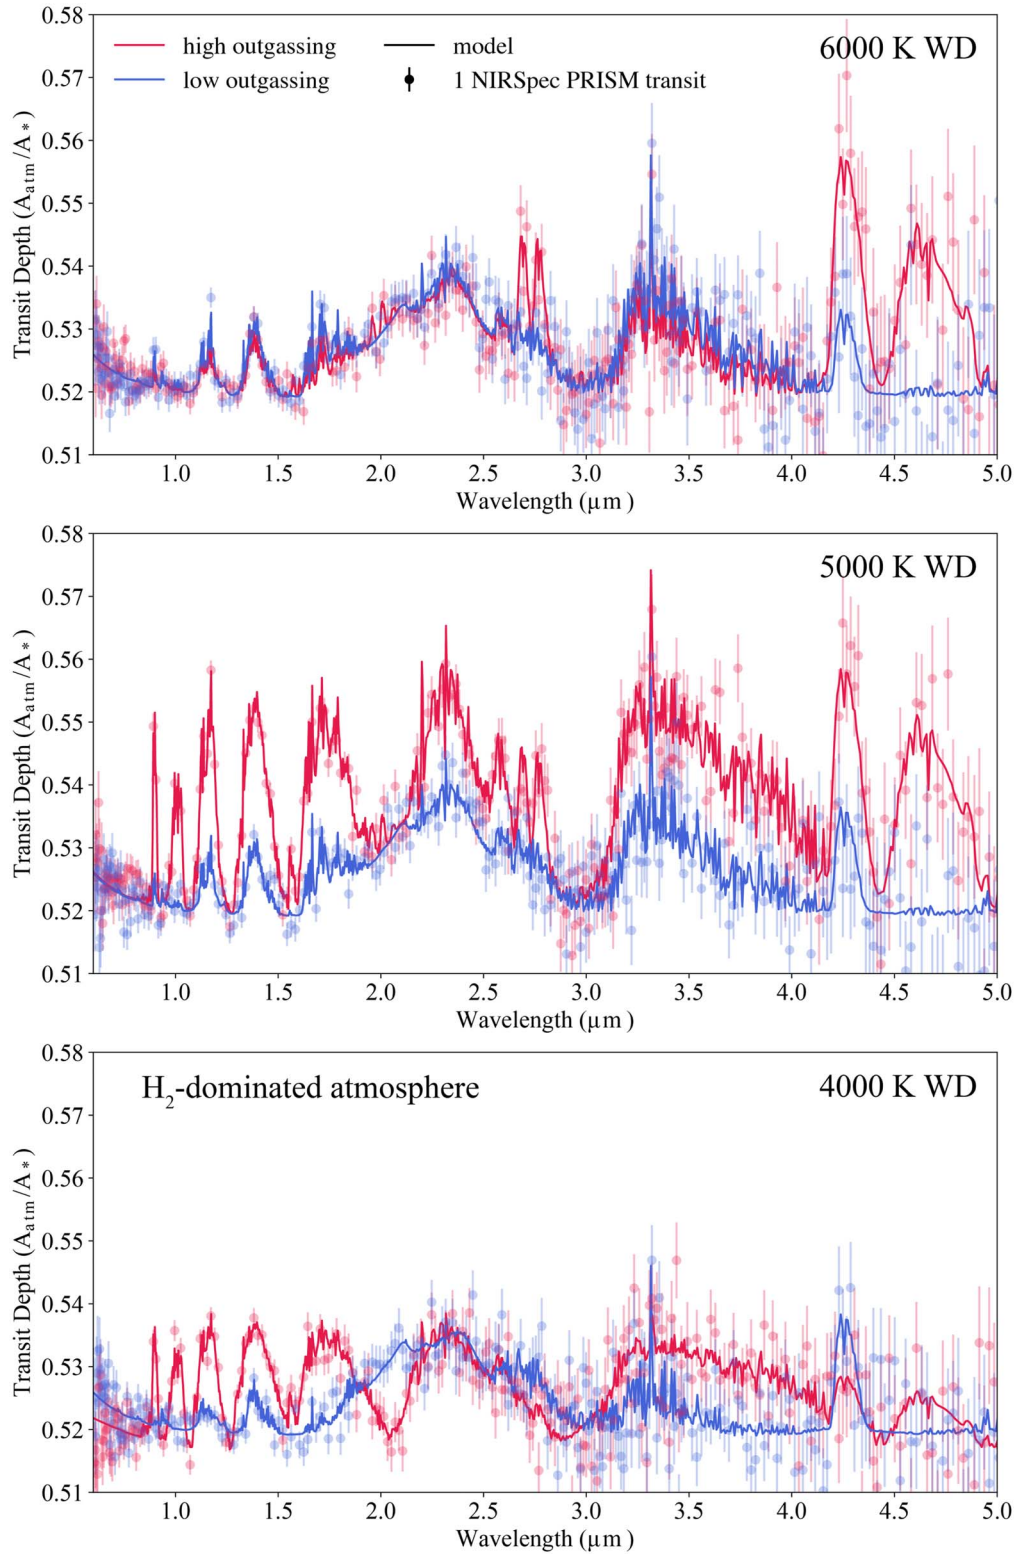 0.58
high outgassing
low outgassing
model
1 NIRSpec PRISM transit
6000 K WD
0.57
0.56
0.55
0.54
0.53
0.52
0.51
Transit Depth (A_atm/A_*)
1.0 1.5 2.0 2.5 3.0 3.5 4.0 4.5 5.0
Wavelength (μm)
0.58
5000 K WD
0.57
0.56
0.55
0.54
0.53
0.52
0.51
Transit Depth (A_atm/A_*)
1.0 1.5 2.0 2.5 3.0 3.5 4.0 4.5 5.0
Wavelength (μm)
0.58
H₂-dominated atmosphere
4000 K WD
0.57
0.56
0.55
0.54
0.53
0.52
0.51
Transit Depth (A_atm/A_*)
1.0 1.5 2.0 2.5 3.0 3.5 4.0 4.5 5.0
Wavelength (μm)